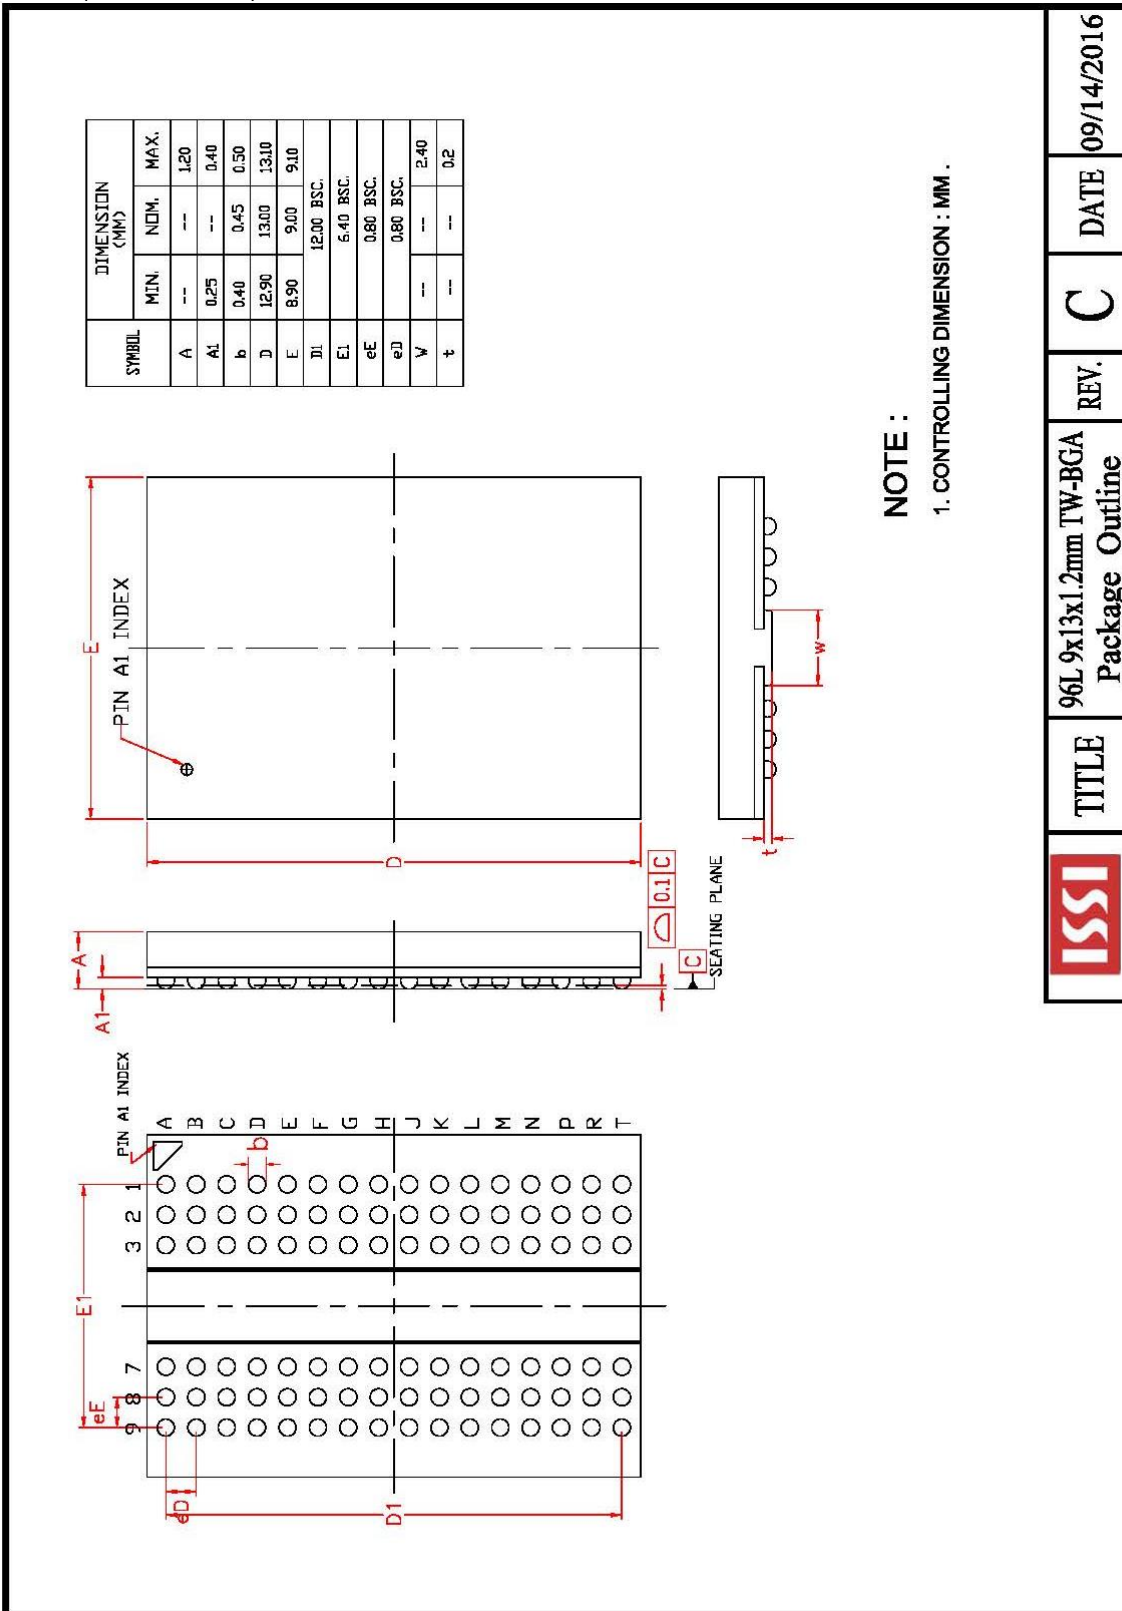 SYMBOL DIMENSION (MM)
MIN. NOM. MAX.
A -- -- 1.20
A1 0.25 -- 0.40
b 0.40 0.45 0.50
D 12.90 13.00 13.10
E 8.90 9.00 9.10
D1 12.00 BSC.
E1 6.40 BSC.
eE 0.80 BSC.
eD 0.80 BSC.
W -- -- 2.40
t -- -- 0.2
E1
eE
9 8 7 3 2 1
PIN A1 INDEX
A
B
C
D
E
F
G
H
J
K
L
M
N
P
R
T
b
eD
D1
A
A1
0.1 C
C
SEATING PLANE
E
PIN A1 INDEX
D
w
t
NOTE :
1. CONTROLLING DIMENSION : MM .
ISSI
TITLE
96L 9x13x1.2mm TW-BGA
Package Outline
REV.
C
DATE
09/14/2016